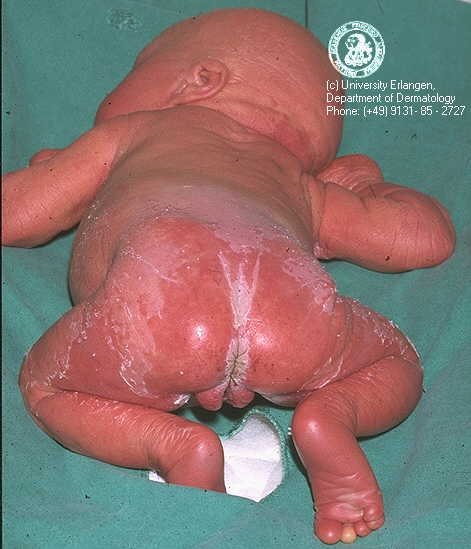 (c) University Erlangen,
Department of Dermatology
Phone: (+49) 9131- 85 - 2727